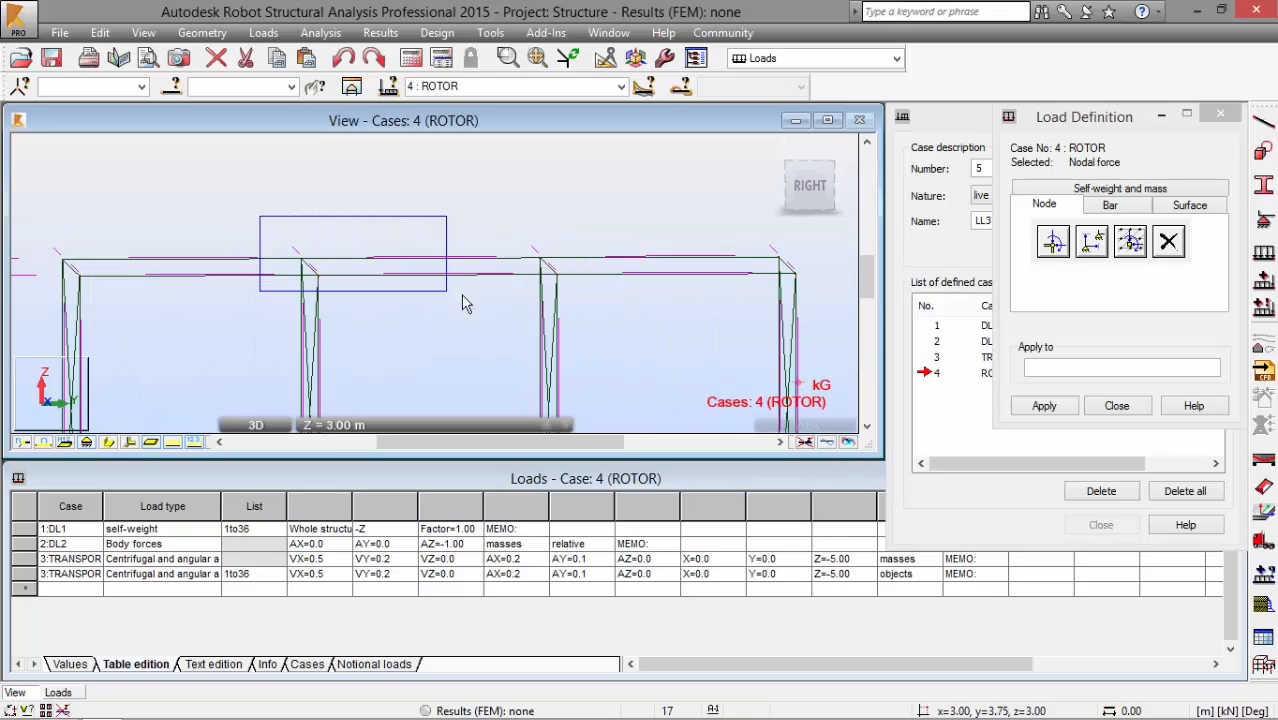 Autodesk Robot Structural Analysis Professional 2015 - Project: Structure - Results (FEM): none
Type a keyword or phrase
PRO
File Edit View Geometry Loads Analysis Results Design Tools Add-Ins Window Help Community
Loads
4 : ROTOR
View - Cases: 4 (ROTOR)
RIGHT
Z
X
Y
kG
Cases: 4 (ROTOR)
3D
Z = 3.00 m
Case description
Number: 5
Nature: live
Name: LL3
List of defined cases
No.
1 DL
2 DL
3 TR
4 RO
Delete Delete all
Close Help
Load Definition
Case No: 4 : ROTOR
Selected: Nodal force
Self-weight and mass
Node Bar Surface
Apply to
Apply Close Help
Loads - Case: 4 (ROTOR)
Case Load type List
1:DL1 self-weight 1to36 Whole structu -Z Factor=1.00 MEMO:
2:DL2 Body forces AX=0.0 AY=0.0 AZ=-1.00 masses relative MEMO:
3:TRANSPOR Centrifugal and angular a VX=0.5 VY=0.2 VZ=0.0 AX=0.2 AY=0.1 AZ=0.0 X=0.0 Y=0.0 Z=-5.00 masses MEMO:
3:TRANSPOR Centrifugal and angular a 1to36 VX=0.5 VY=0.2 VZ=0.0 AX=0.2 AY=0.1 AZ=0.0 X=0.0 Y=0.0 Z=-5.00 objects MEMO:
*
Values Table edition Text edition Info Cases Notional loads
View Loads
Results (FEM): none 17 x=3.00, y=3.75, z=3.00 0.00 [m] [kN] [Deg]